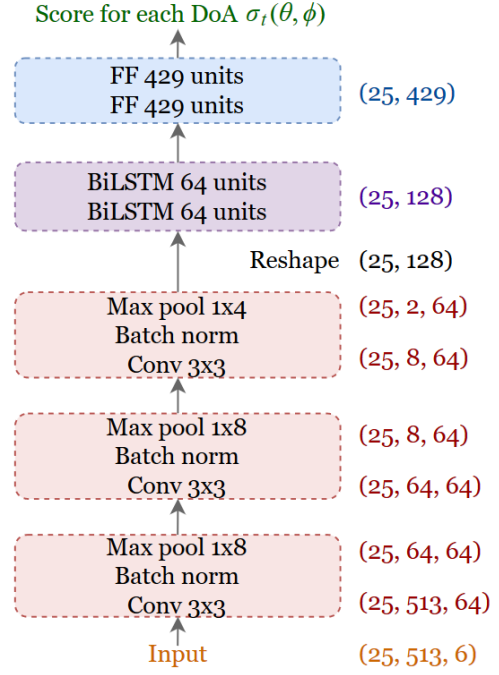 Score for each DoA σₜ(θ, ϕ)
FF 429 units
FF 429 units
(25, 429)
BiLSTM 64 units
BiLSTM 64 units
(25, 128)
Reshape (25, 128)
Max pool 1x4
Batch norm
Conv 3x3
(25, 2, 64)
(25, 8, 64)
Max pool 1x8
Batch norm
Conv 3x3
(25, 8, 64)
(25, 64, 64)
Max pool 1x8
Batch norm
Conv 3x3
(25, 64, 64)
(25, 513, 64)
Input
(25, 513, 6)